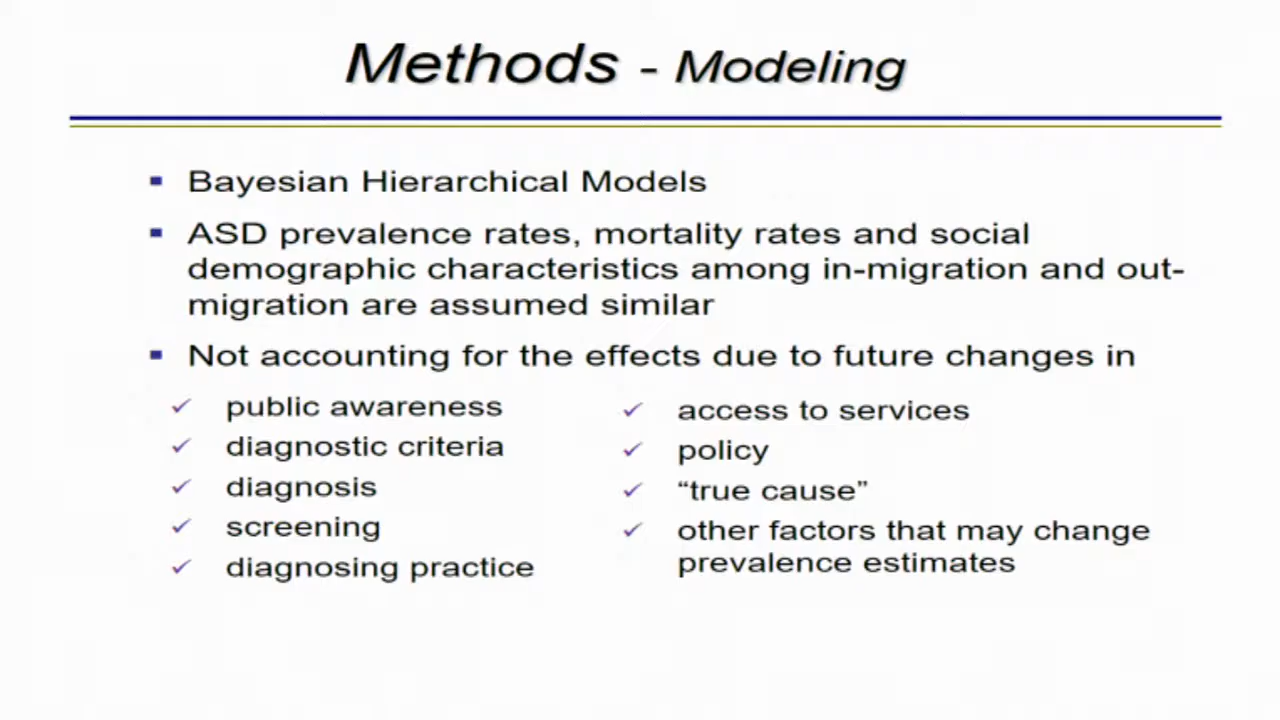 Methods - Modeling
Bayesian Hierarchical Models
ASD prevalence rates, mortality rates and social
demographic characteristics among in-migration and out-
migration are assumed similar
Not accounting for the effects due to future changes in
public awareness
diagnostic criteria
diagnosis
screening
diagnosing practice
access to services
policy
“true cause”
other factors that may change
prevalence estimates